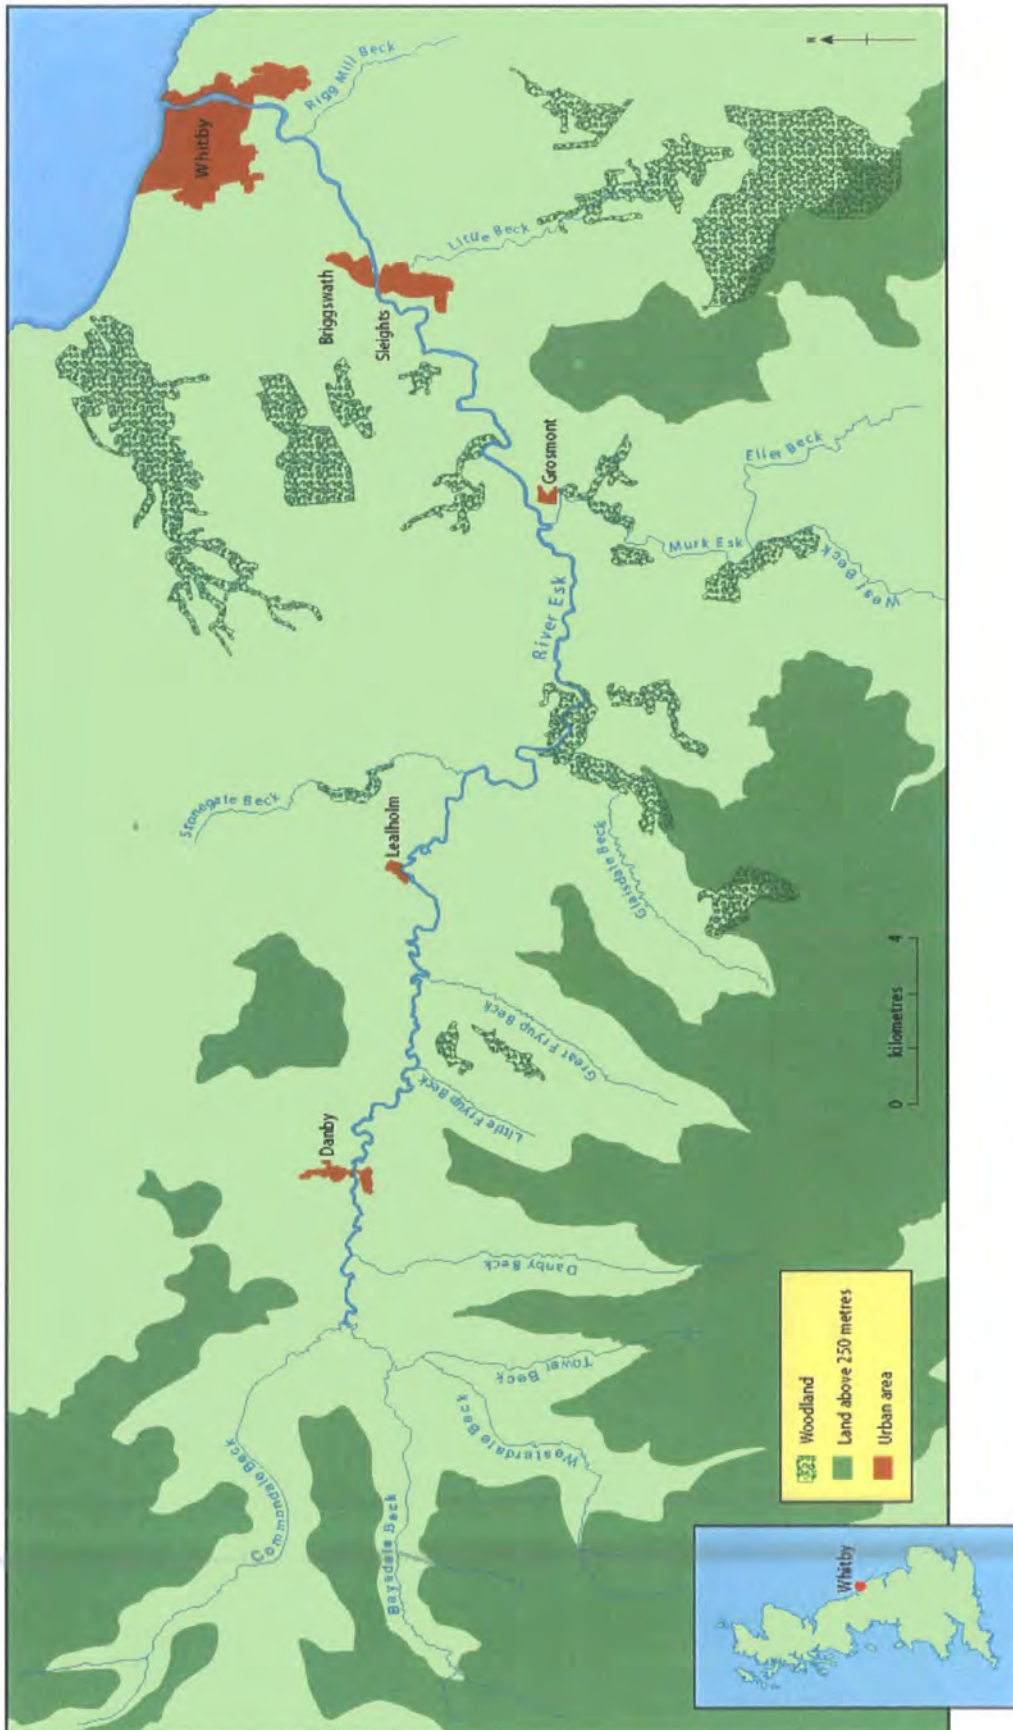 N
Rigg Mill Beck
Whitby
Briggswath
Sleights
Little Beck
Grosmont
Eller Beck
Murk Esk
West Beck
River Esk
Stonegate Beck
Lealholm
Glaisdale Beck
Great Fryup Beck
Little Fryup Beck
Danby
Danby Beck
Tower Beck
Westerdale Beck
Baysdale Beck
Commondale Beck
0 kilometres 4
Woodland
Land above 250 metres
Urban area
Whitby